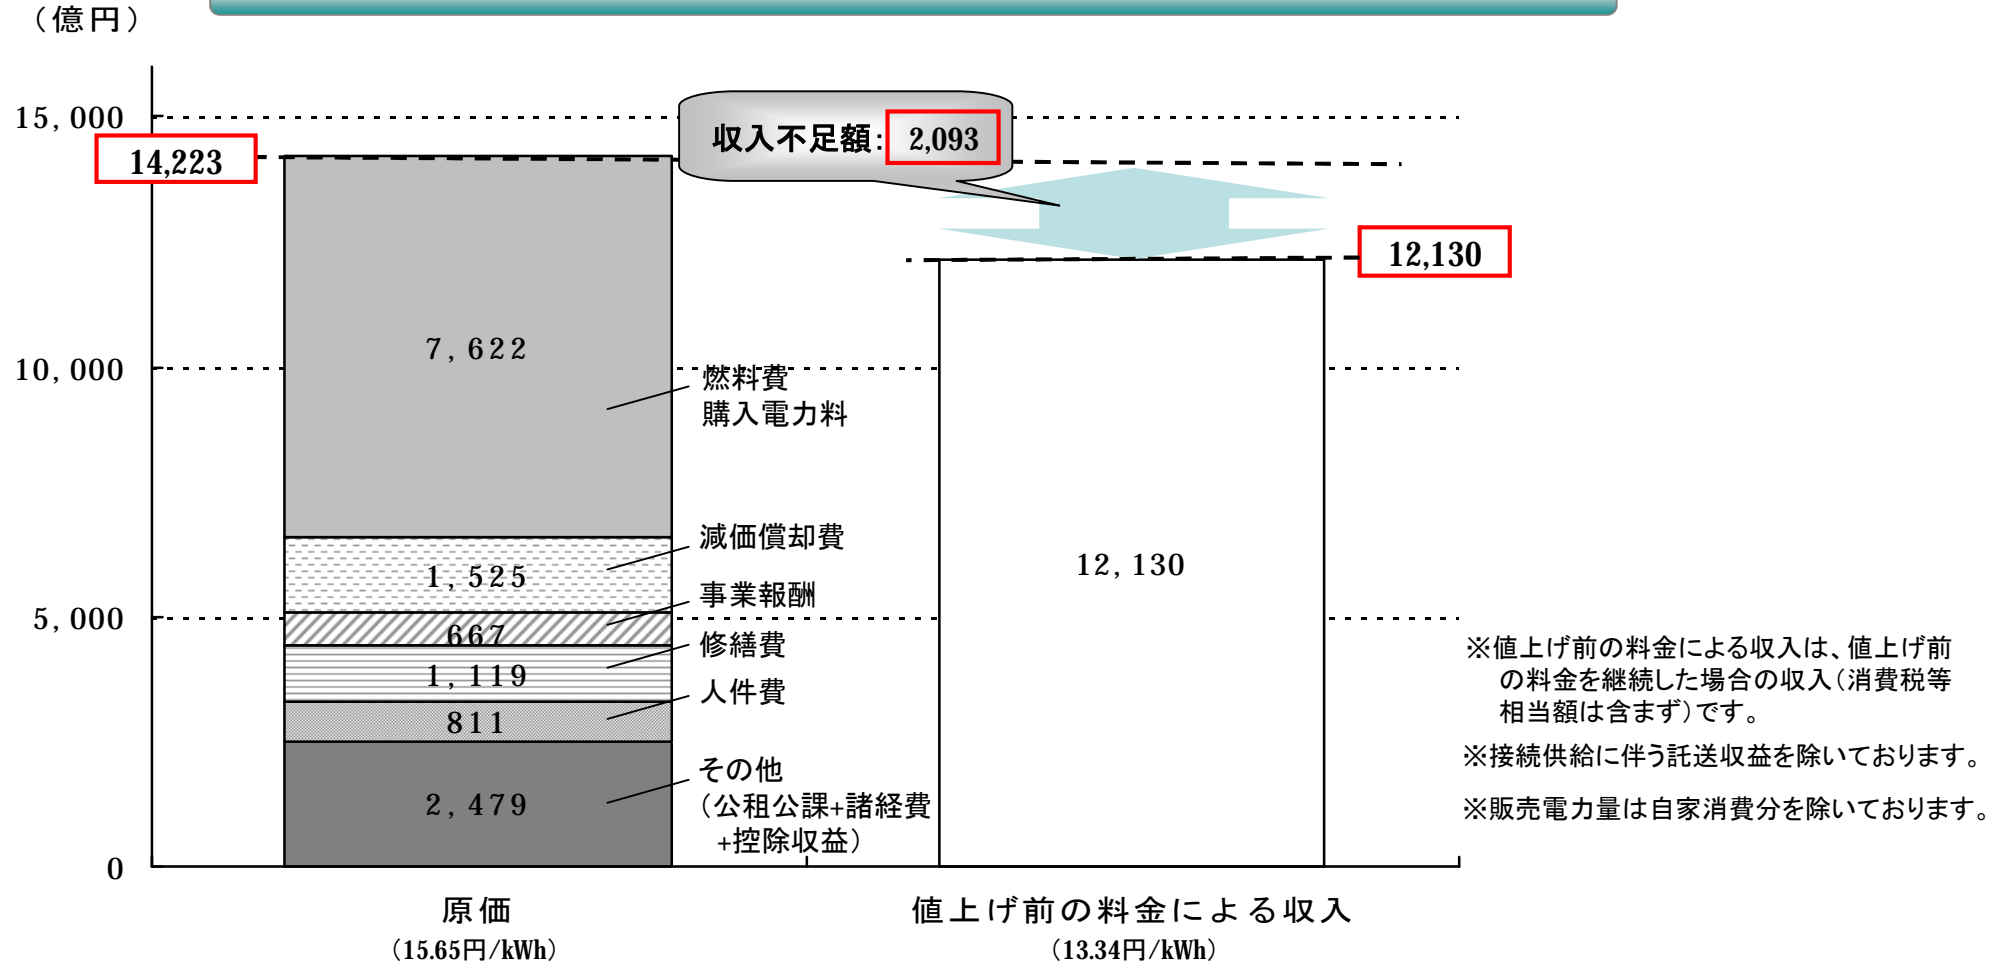 （億円）
15,000
14,223
収入不足額: 2,093
12,130
7,622
10,000
燃料費
購入電力料
減価償却費
1,525
12,130
事業報酬
5,000
667
修繕費
1,119
人件費
811
その他
（公租公課+諸経費
+控除収益）
2,479
0
※値上げ前の料金による収入は、値上げ前
の料金を継続した場合の収入（消費税等
相当額は含まず）です。
※接続供給に伴う託送収益を除いております。
※販売電力量は自家消費分を除いております。
原価
（15.65円/kWh）
値上げ前の料金による収入
（13.34円/kWh）